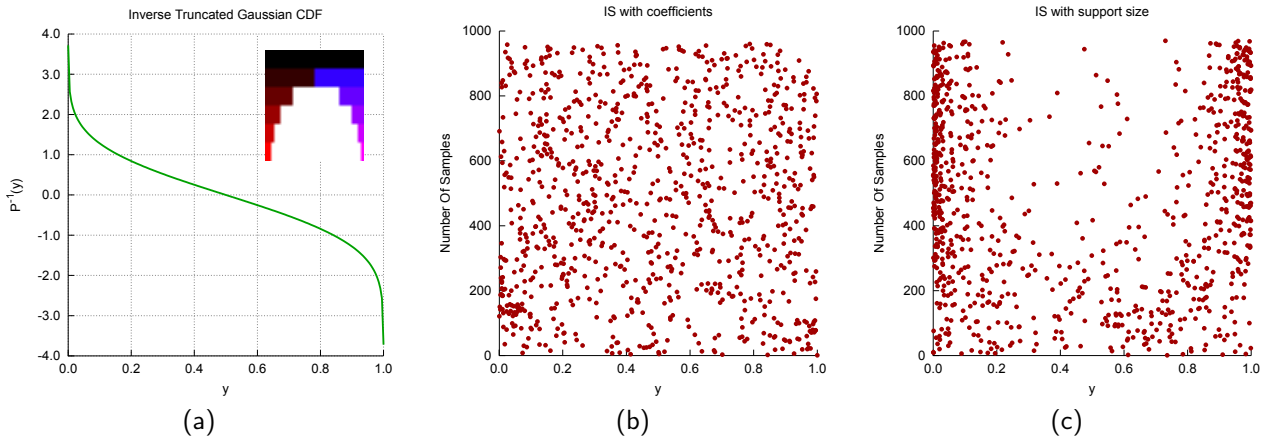 Inverse Truncated Gaussian CDF
4.0
3.0
2.0
1.0
0.0
-1.0
-2.0
-3.0
-4.0
P⁻¹(y)
0.0 0.2 0.4 0.6 0.8 1.0
y
(a)
IS with coefficients
1000
800
600
400
200
0
Number Of Samples
0.0 0.2 0.4 0.6 0.8 1.0
y
(b)
IS with support size
1000
800
600
400
200
0
Number Of Samples
0.0 0.2 0.4 0.6 0.8 1.0
y
(c)